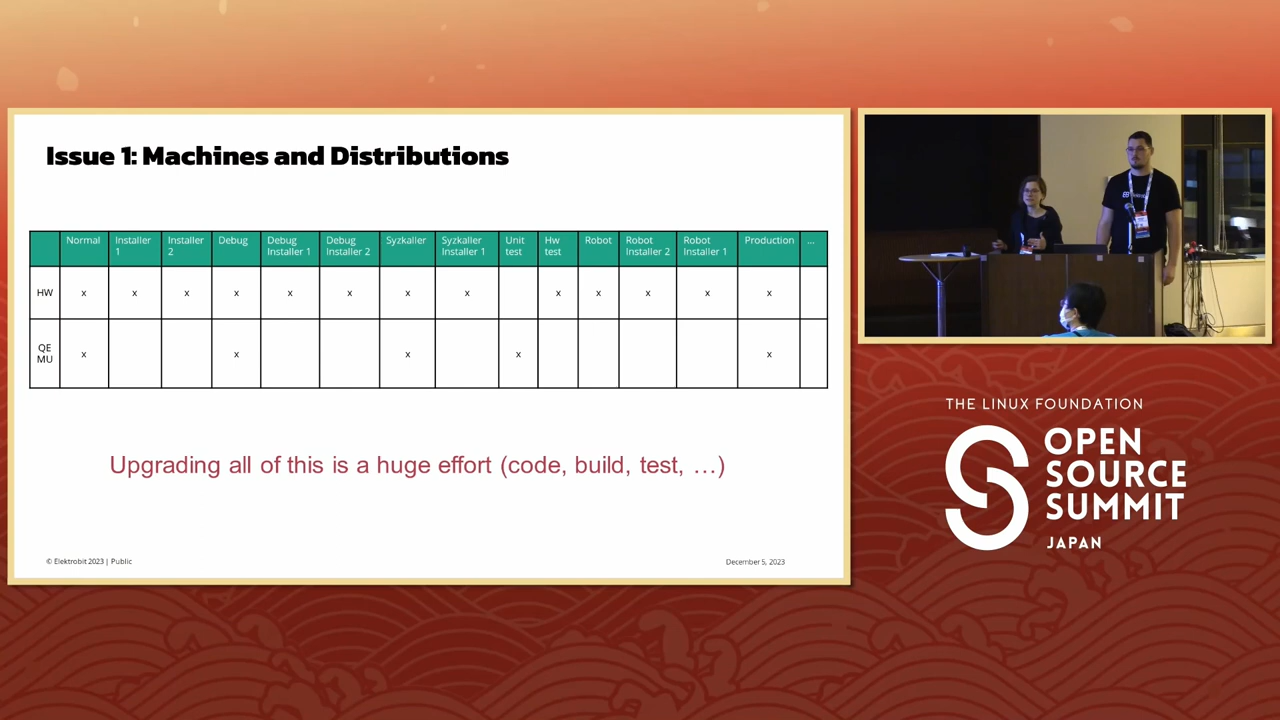 Issue 1: Machines and Distributions
Normal Installer 1 Installer 2 Debug Debug Installer 1 Debug Installer 2 Syzkaller Syzkaller Installer 1 Unit test Hw test Robot Robot Installer 2 Robot Installer 1 Production ...
HW x x x x x x x x x x x x x
QE MU x x x x x
Upgrading all of this is a huge effort (code, build, test, …)
© Elektrobit 2023 | Public
December 5, 2023
THE LINUX FOUNDATION
OPEN
SOURCE
SUMMIT
JAPAN